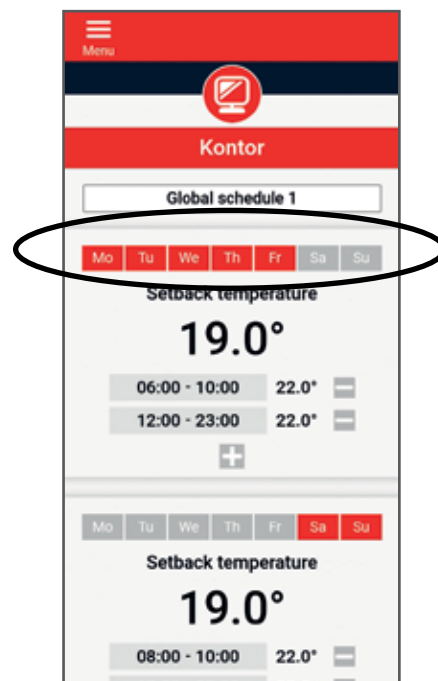 Menu
Kontor
Global schedule 1
Mo Tu We Th Fr Sa Su
Setback temperature
19.0°
06:00 - 10:00 22.0°
12:00 - 23:00 22.0°
Mo Tu We Th Fr Sa Su
Setback temperature
19.0°
08:00 - 10:00 22.0°